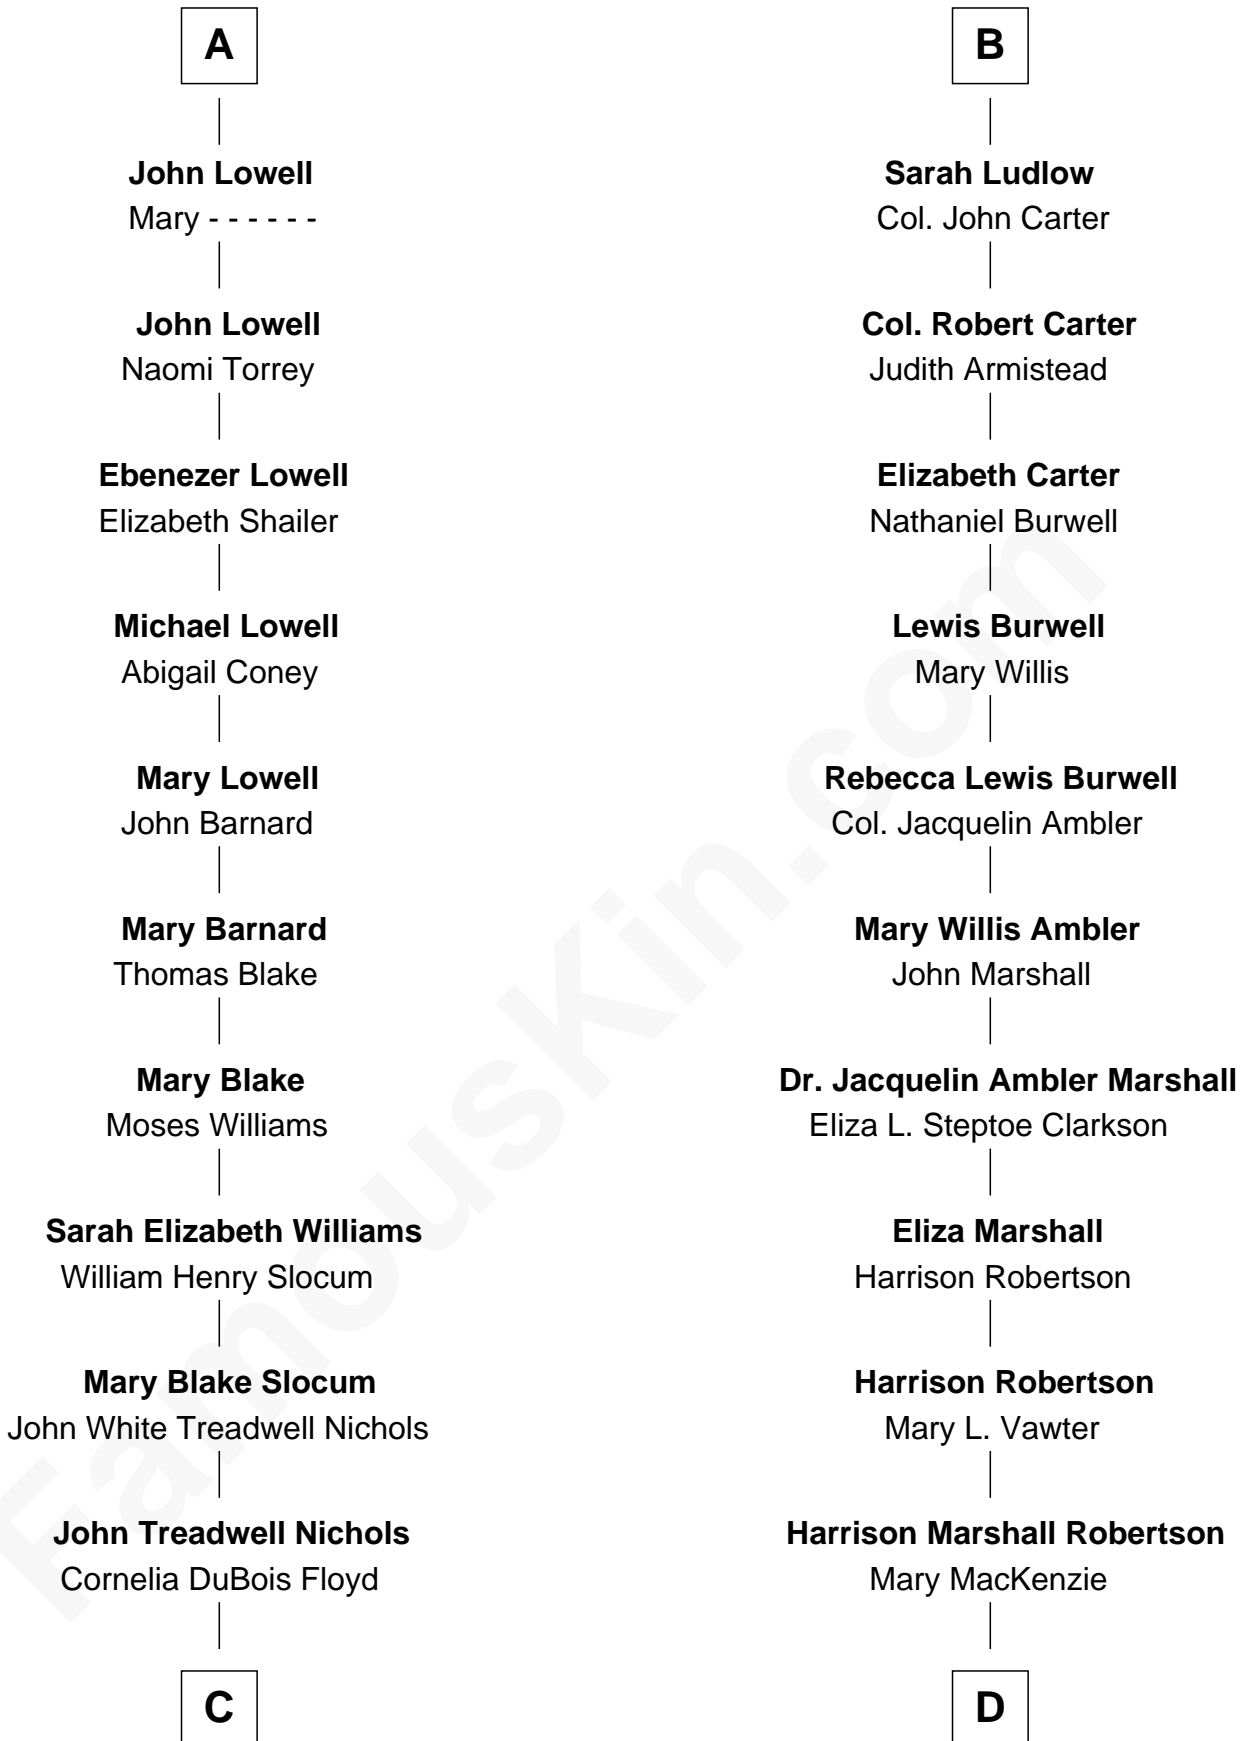 A
John Lowell
Mary - - - - - -
John Lowell
Naomi Torrey
Ebenezer Lowell
Elizabeth Shailer
Michael Lowell
Abigail Coney
Mary Lowell
John Barnard
Mary Barnard
Thomas Blake
Mary Blake
Moses Williams
Sarah Elizabeth Williams
William Henry Slocum
Mary Blake Slocum
John White Treadwell Nichols
John Treadwell Nichols
Cornelia DuBois Floyd
C
B
Sarah Ludlow
Col. John Carter
Col. Robert Carter
Judith Armistead
Elizabeth Carter
Nathaniel Burwell
Lewis Burwell
Mary Willis
Rebecca Lewis Burwell
Col. Jacquelin Ambler
Mary Willis Ambler
John Marshall
Dr. Jacquelin Ambler Marshall
Eliza L. Steptoe Clarkson
Eliza Marshall
Harrison Robertson
Harrison Robertson
Mary L. Vawter
Harrison Marshall Robertson
Mary MacKenzie
D
FamousKin.com